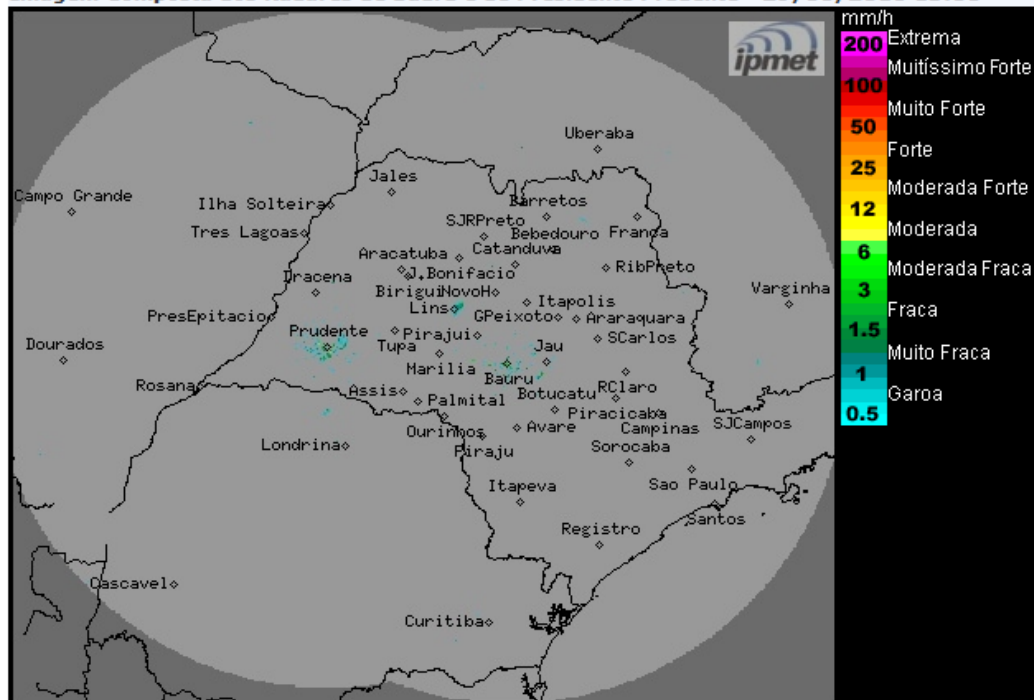 ipmet
Uberaba
Jales
Campo Grande
Ilha Solteira
Barretos
SJRPreto
Tres Lagoas
Bebedouro
Franca
Aracatuba
Catanduva
J.Bonifacio
RibPreto
Dracena
Birigui
NovoH
Varginha
Itapolis
Lins
PresEpitacio
GPeixoto
Araraquara
Prudente
Pirajui
SCarlos
Dourados
Tupa
Jau
Marilia
Bauru
Rosana
Assis
Botucatu
RClaro
Palmital
Piracicaba
Ourinhos
Avare
Campinas
SJCampos
Londrina
Piraju
Sorocaba
Itapeva
Sao Paulo
Santos
Registro
Cascavel
Curitiba
mm/h
200 Extrema
Muitíssimo Forte
100
Muito Forte
50
Forte
25
Moderada Forte
12
Moderada
6
Moderada Fraca
3
Fraca
1.5
Muito Fraca
1
Garoa
0.5